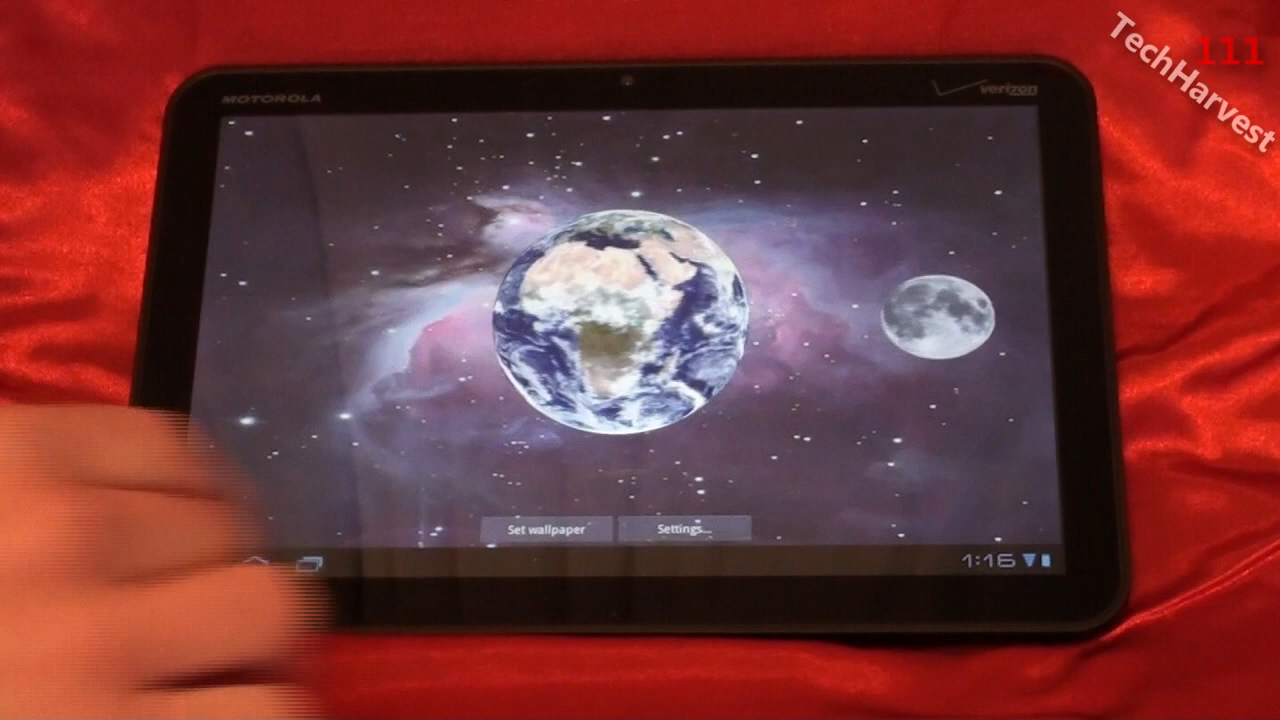 TechHarvest
111
MOTOROLA
verizon
Set wallpaper
Settings...
1:16